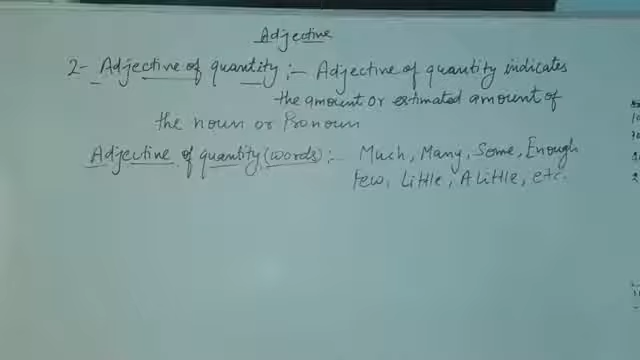 Adjective
2- Adjective of quantity :- Adjective of quantity indicates
the amount or estimated amount of
the noun or Pronoun
Adjective of quantity (words) :- Much, Many, Some, Enough
Few, Little, A Little, etc.